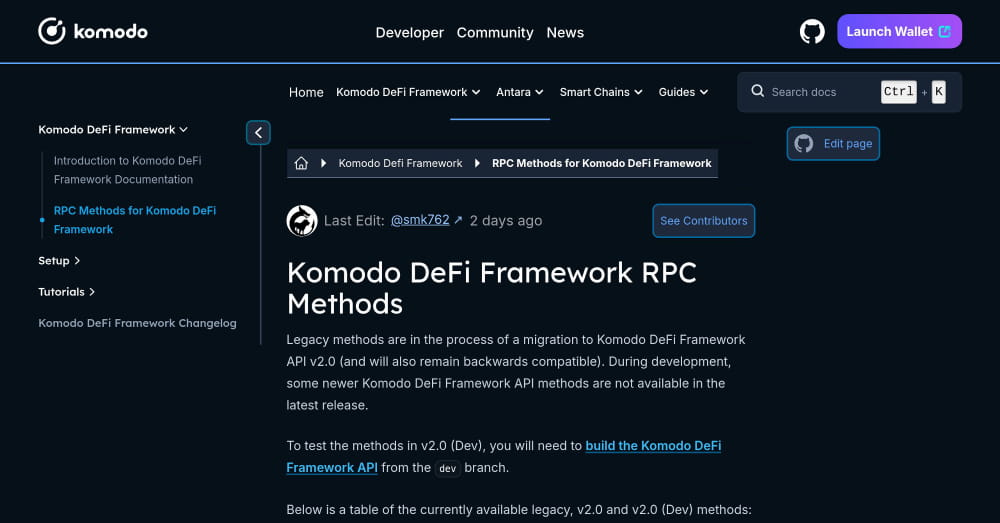 komodo
Developer Community News
Launch Wallet
Home Komodo DeFi Framework Antara Smart Chains Guides
Search docs Ctrl + K
Komodo DeFi Framework
Introduction to Komodo DeFi
Framework Documentation
RPC Methods for Komodo DeFi
Framework
Setup
Tutorials
Komodo DeFi Framework Changelog
Edit page
Komodo Defi Framework RPC Methods for Komodo DeFi Framework
Last Edit: @smk762 ↗ 2 days ago
See Contributors
Komodo DeFi Framework RPC
Methods
Legacy methods are in the process of a migration to Komodo DeFi Framework
API v2.0 (and will also remain backwards compatible). During development,
some newer Komodo DeFi Framework API methods are not available in the
latest release.
To test the methods in v2.0 (Dev), you will need to build the Komodo DeFi
Framework API from the dev branch.
Below is a table of the currently available legacy, v2.0 and v2.0 (Dev) methods: